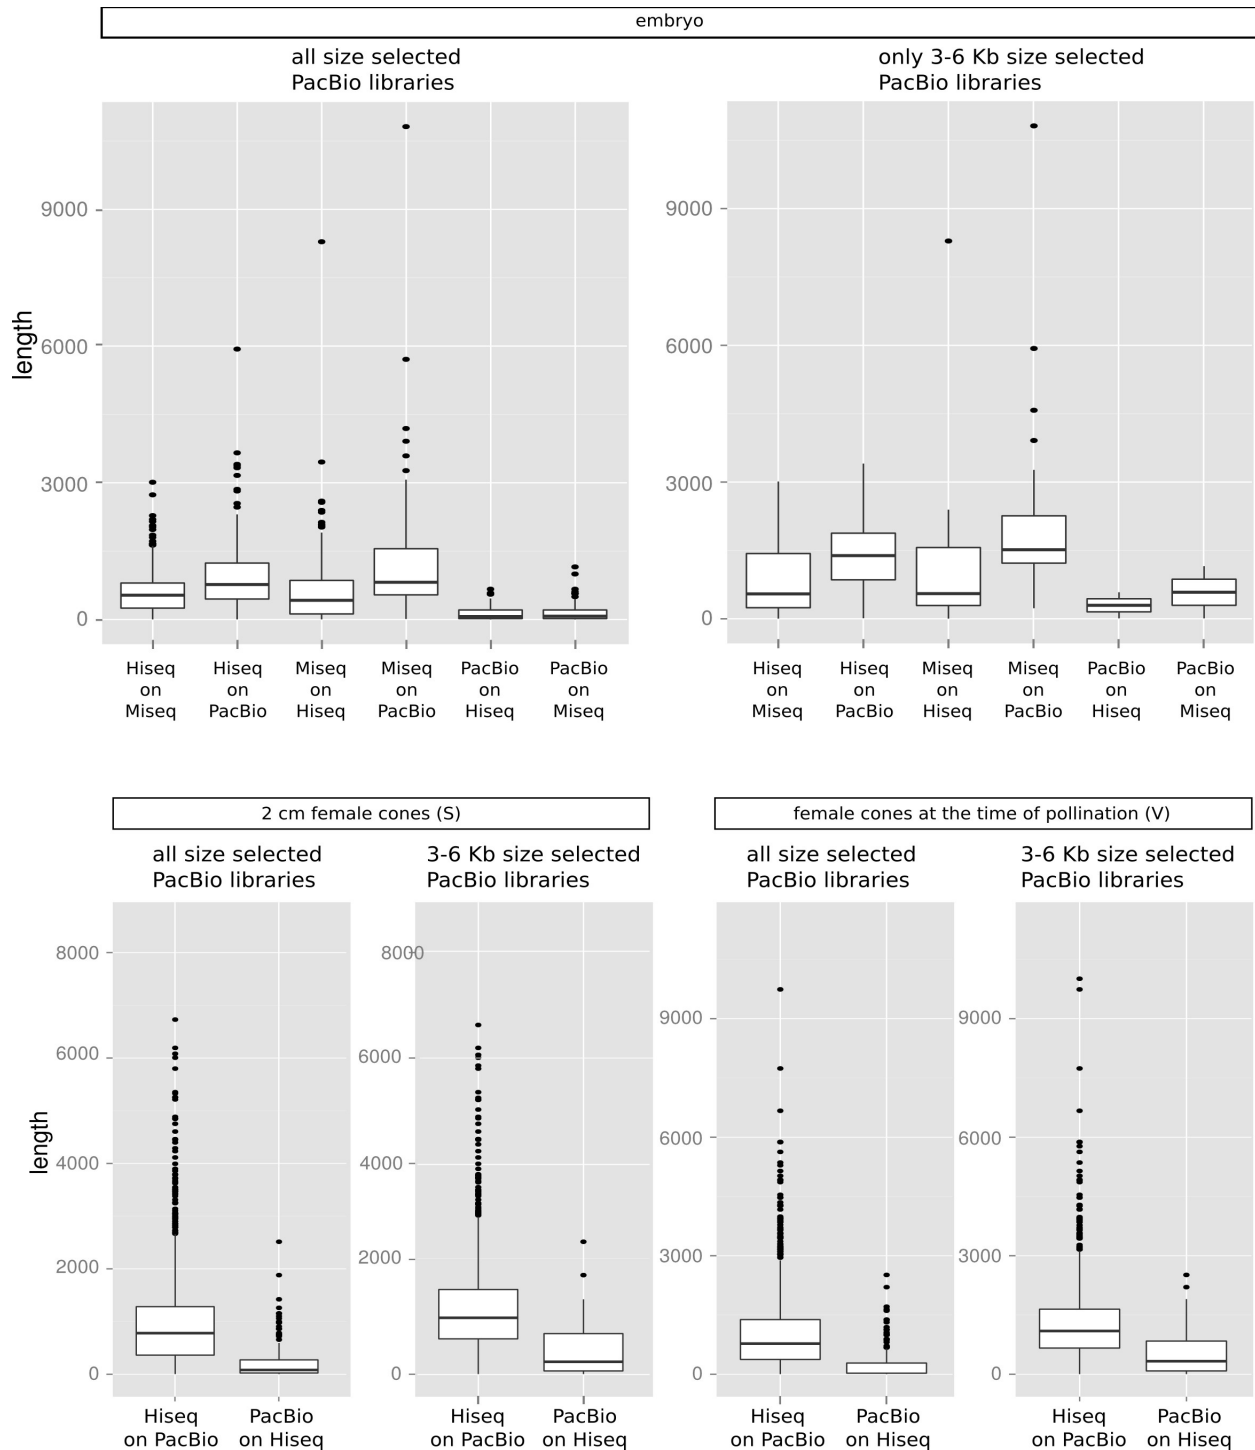 embryo
all size selected
PacBio libraries
only 3-6 Kb size selected
PacBio libraries
length
9000
6000
3000
0
9000
6000
3000
0
Hiseq on Miseq
Hiseq on PacBio
Miseq on Hiseq
Miseq on PacBio
PacBio on Hiseq
PacBio on Miseq
Hiseq on Miseq
Hiseq on PacBio
Miseq on Hiseq
Miseq on PacBio
PacBio on Hiseq
PacBio on Miseq
2 cm female cones (S)
female cones at the time of pollination (V)
all size selected
PacBio libraries
3-6 Kb size selected
PacBio libraries
all size selected
PacBio libraries
3-6 Kb size selected
PacBio libraries
length
8000
6000
4000
2000
0
8000
6000
4000
2000
0
9000
6000
3000
0
9000
6000
3000
0
Hiseq
on PacBio
PacBio
on Hiseq
Hiseq
on PacBio
PacBio
on Hiseq
Hiseq
on PacBio
PacBio
on Hiseq
Hiseq
on PacBio
PacBio
on Hiseq